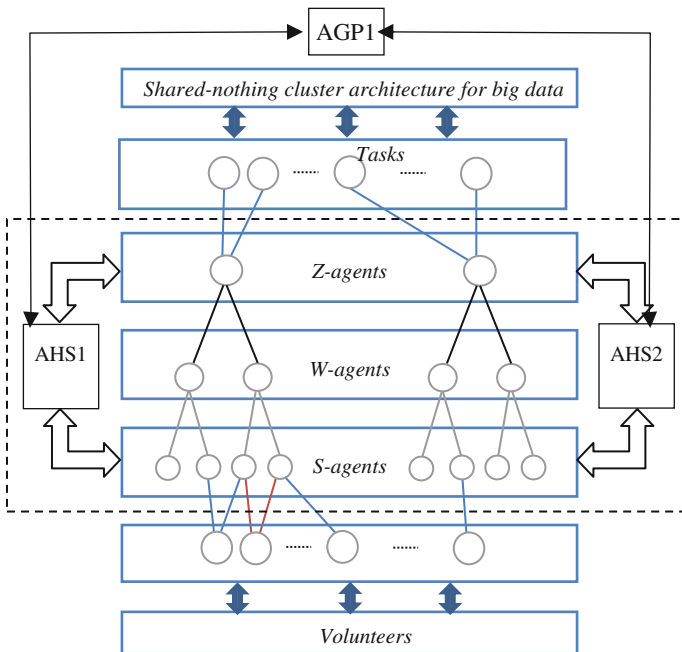 AGP1
Shared-nothing cluster architecture for big data
Tasks
Z-agents
AHS1
AHS2
W-agents
S-agents
Volunteers